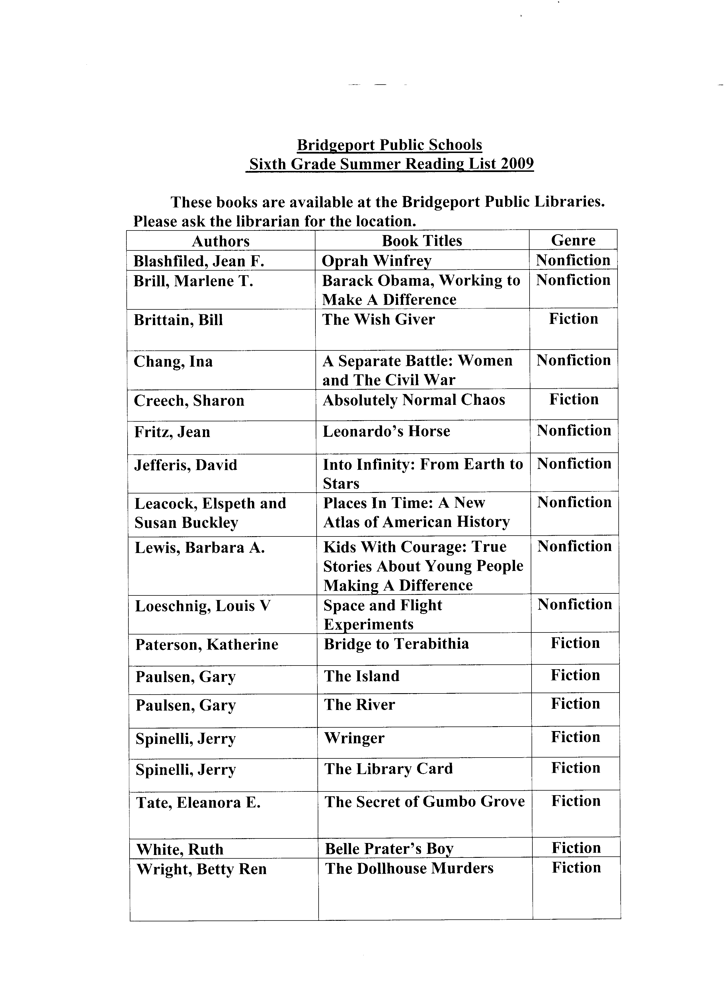 Bridgeport Public Schools
Sixth Grade Summer Reading List 2009
These books are available at the Bridgeport Public Libraries.
Please ask the librarian for the location.
Authors Book Titles Genre
Blashfiled, Jean F. Oprah Winfrey Nonfiction
Brill, Marlene T. Barack Obama, Working to Nonfiction
Make A Difference
Brittain, Bill The Wish Giver Fiction
Chang, Ina A Separate Battle: Women Nonfiction
and The Civil War
Creech, Sharon Absolutely Normal Chaos Fiction
Fritz, Jean Leonardo's Horse Nonfiction
Jefferis, David Into Infinity: From Earth to Nonfiction
Stars
Leacock, Elspeth and Places In Time: A New Nonfiction
Susan Buckley Atlas of American History
Lewis, Barbara A. Kids With Courage: True Nonfiction
Stories About Young People
Making A Difference
Loeschnig, Louis V Space and Flight Nonfiction
Experiments
Paterson, Katherine Bridge to Terabithia Fiction
Paulsen, Gary The Island Fiction
Paulsen, Gary The River Fiction
Spinelli, Jerry Wringer Fiction
Spinelli, Jerry The Library Card Fiction
Tate, Eleanora E. The Secret of Gumbo Grove Fiction
White, Ruth Belle Prater's Boy Fiction
Wright, Betty Ren The Dollhouse Murders Fiction